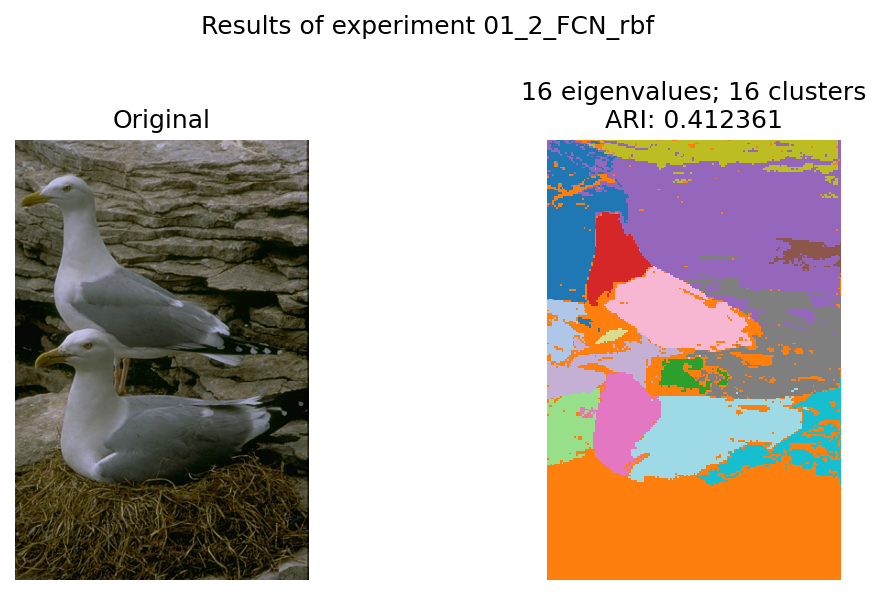 Results of experiment 01_2_FCN_rbf
Original
16 eigenvalues; 16 clusters
ARI: 0.412361